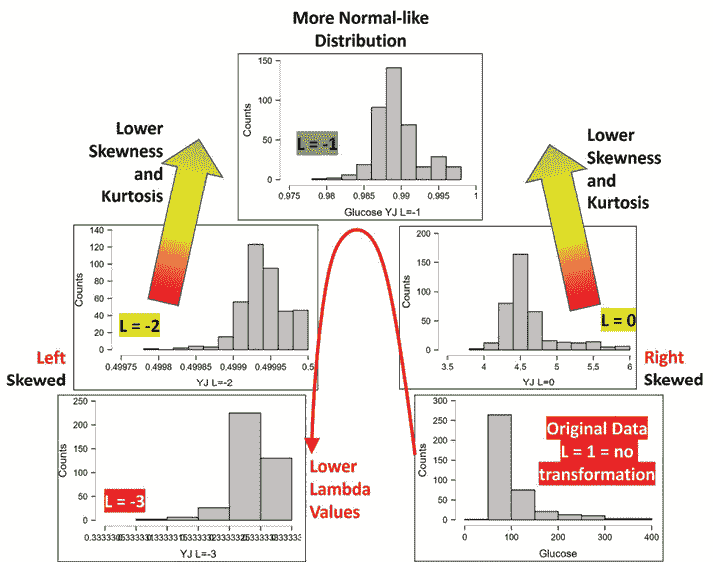 More Normal-like
Distribution
Lower
Skewness
and
Kurtosis
150
100
50
0
Counts
L = -1
0.975
0.98
0.985
0.99
0.995
1
Glucose YJ L=-1
Lower
Skewness
and
Kurtosis
140
120
100
80
60
40
20
0
Counts
L = -2
0.49975
0.4998
0.49985
0.4999
0.49995
0.5
YJ L=-2
200
150
100
50
0
Counts
L = 0
3.5
4
4.5
5
5.5
6
YJ L=0
Left
Skewed
Right
Skewed
300
250
200
150
100
50
0
Counts
L = -3
YJ L=-3
Lower
Lambda
Values
300
250
200
150
100
50
0
Counts
Original Data
L = 1 = no
transformation
0
100
200
300
400
Glucose